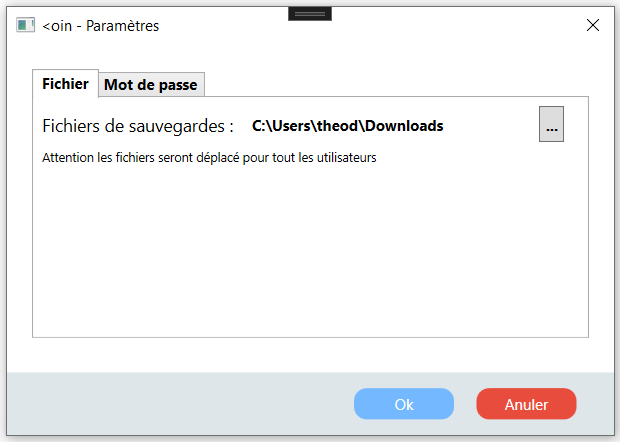 <oin - Paramètres
Fichier Mot de passe
Fichiers de sauvegardes : C:\Users\theod\Downloads ...
Attention les fichiers seront déplacé pour tout les utilisateurs
Ok Anuler